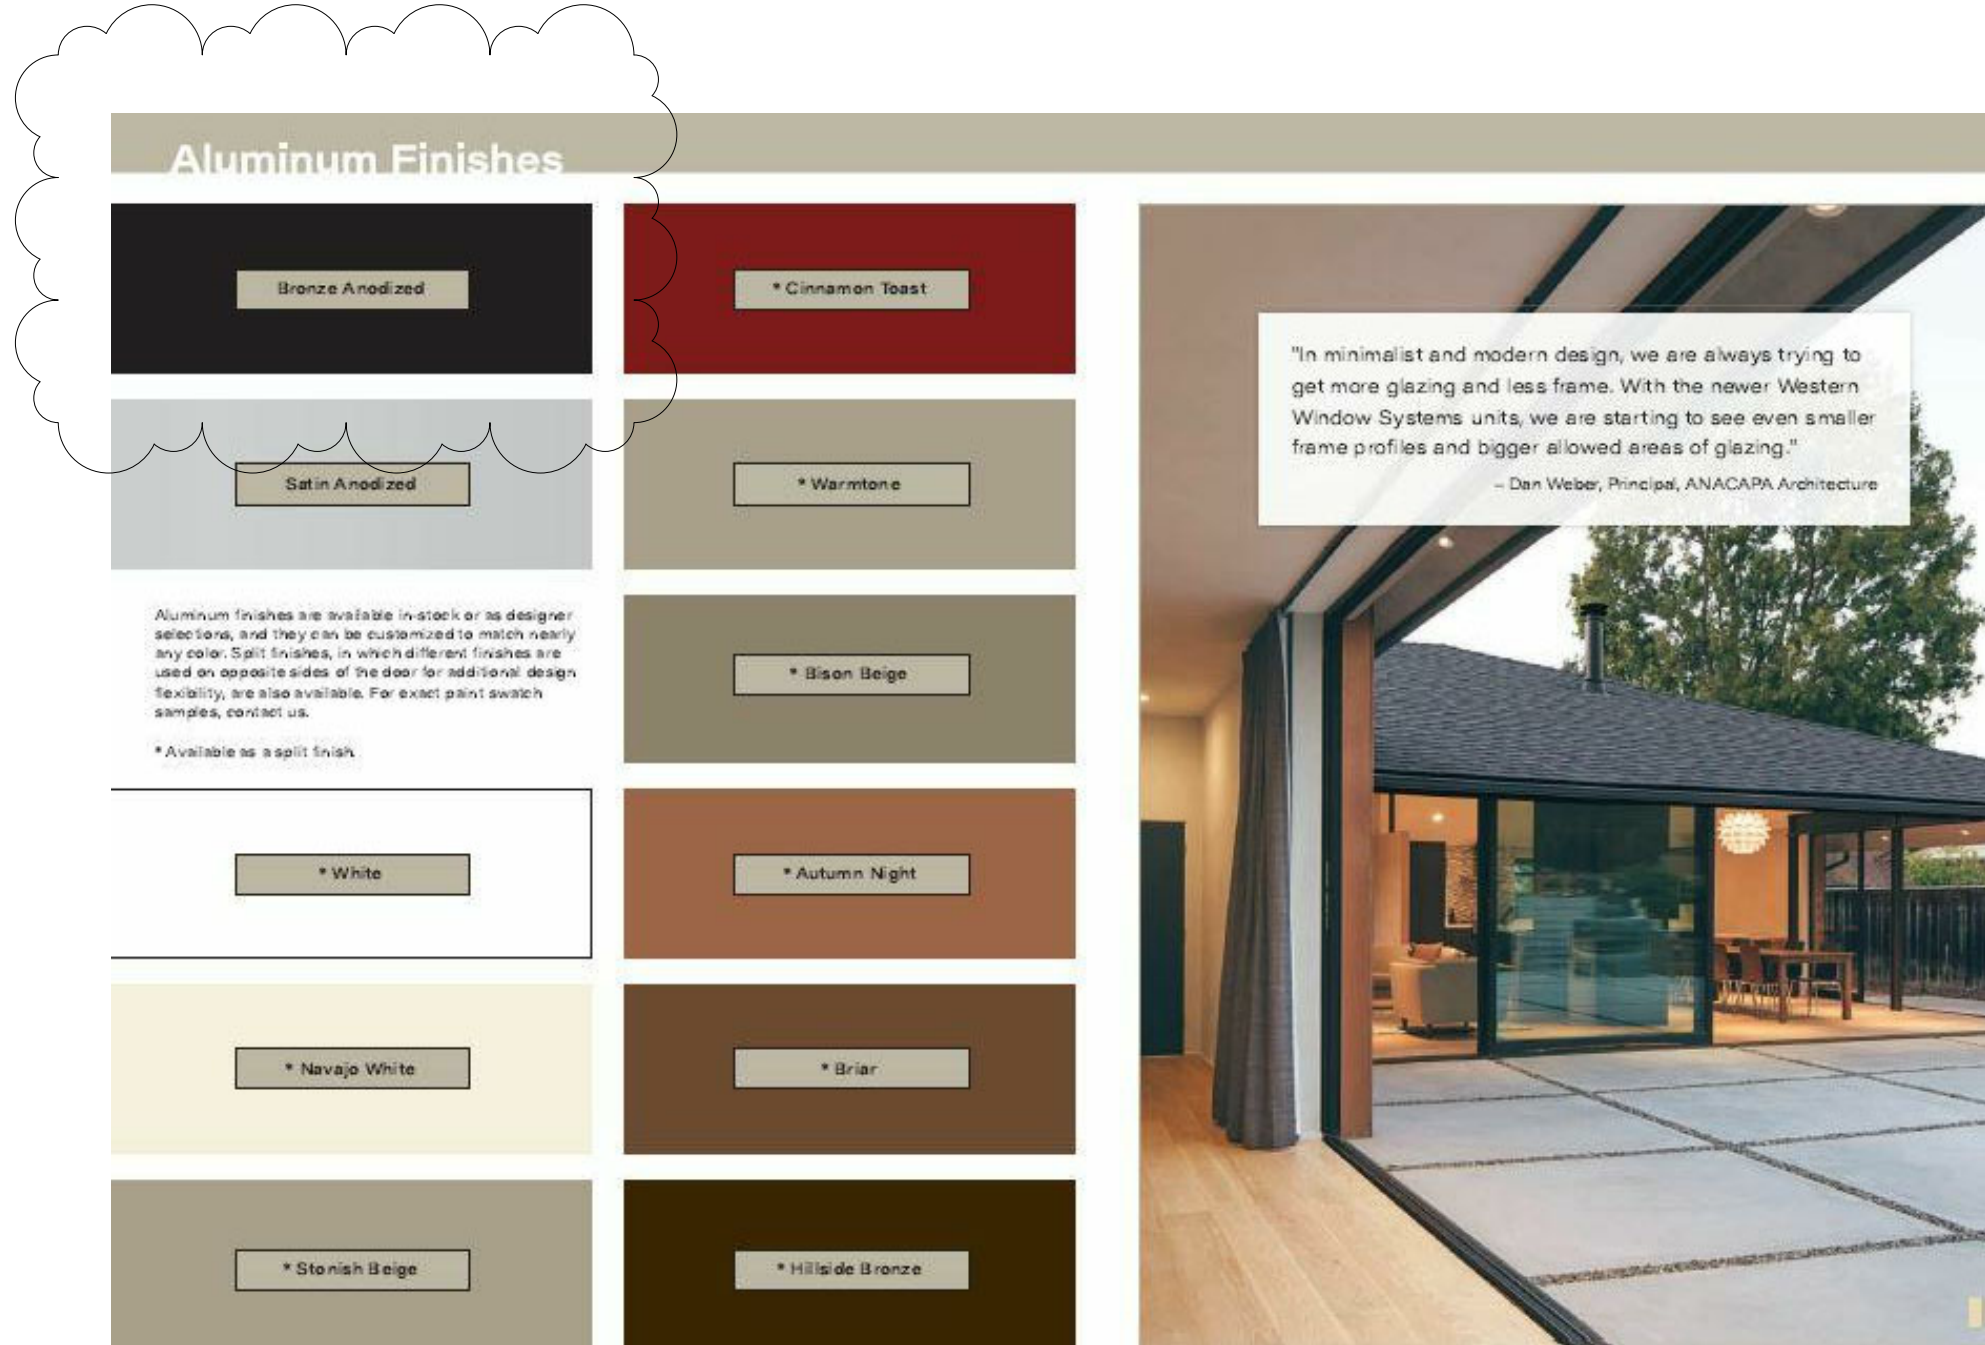 Aluminum Finishes
Bronze Anodized
Satin Anodized
Aluminum finishes are available in-stock or as designer
selections, and they can be customized to match nearly
any color. Split finishes, in which different finishes are
used on opposite sides of the door for additional design
flexibility, are also available. For exact paint swatch
samples, contact us.
* Available as a split finish.
* White
* Navajo White
* Stonish Beige
* Cinnamon Toast
* Warmtone
* Bison Beige
* Autumn Night
* Briar
* Hillside Bronze
"In minimalist and modern design, we are always trying to
get more glazing and less frame. With the newer Western
Window Systems units, we are starting to see even smaller
frame profiles and bigger allowed areas of glazing."
– Dan Weber, Principal, ANACAPA Architecture